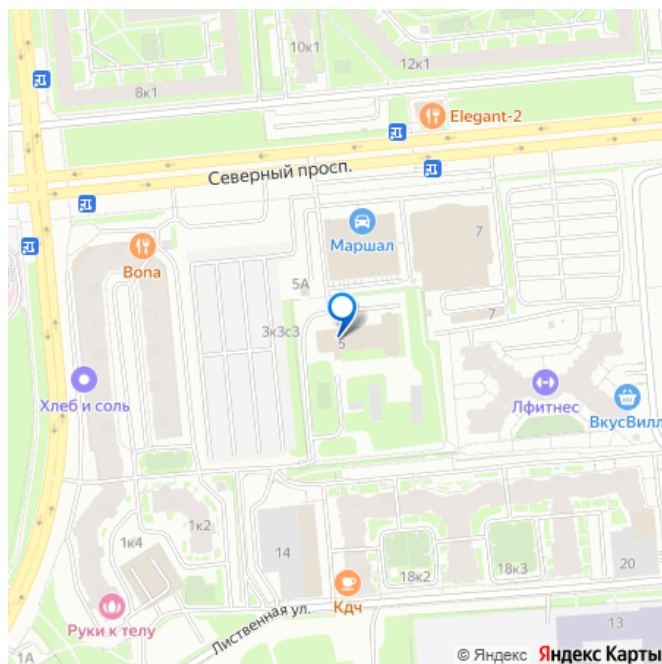 10к1
12к1
8к1
Elegant-2
Северный просп.
7
Маршал
Bona
5А
7
3к3с3
5
Хлеб и соль
Лфитнес
ВкусВилл
1к2
1к4
14
18к2
18к3
20
Кдч
13
Руки к телу
Лиственная ул.
1А
© Яндекс Яндекс Карты